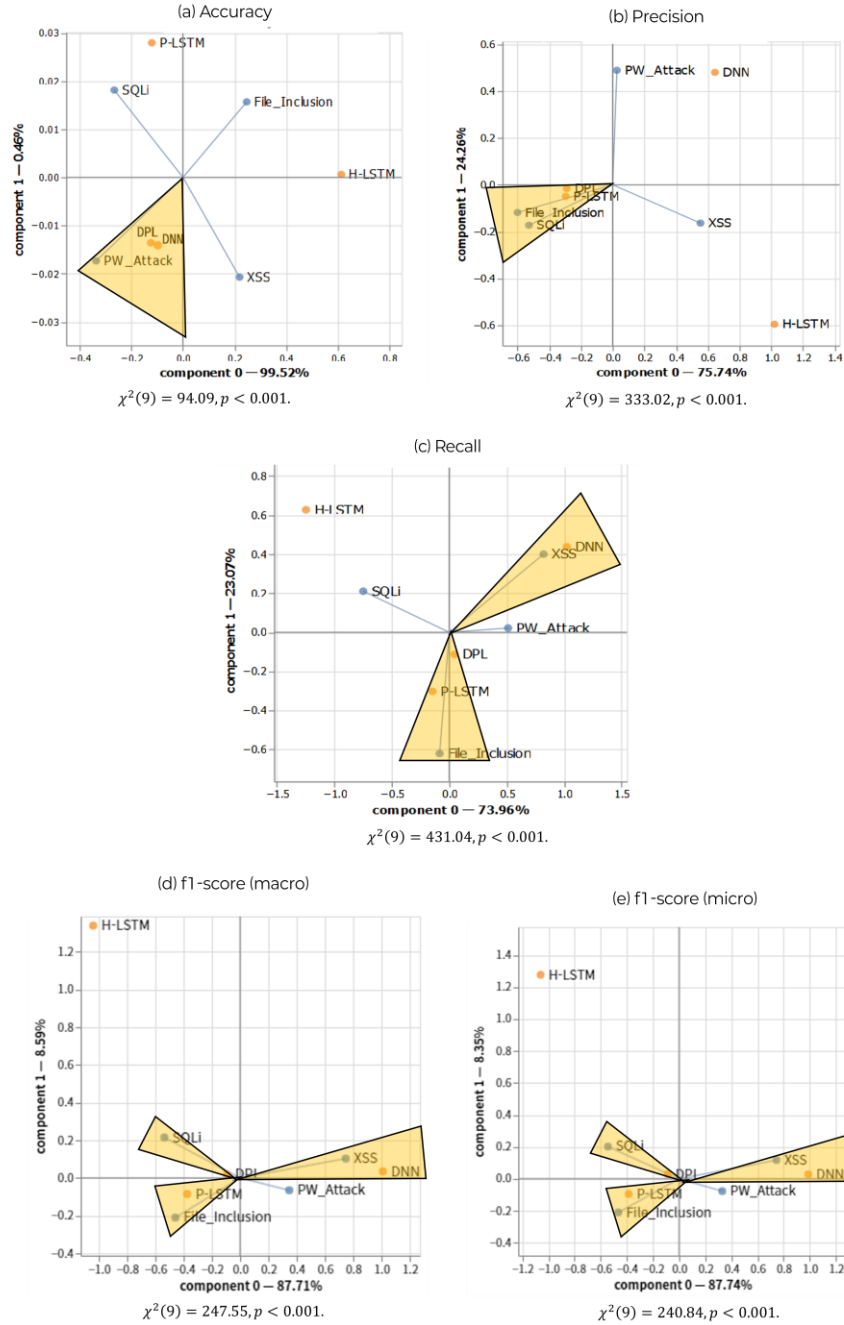 (a) Accuracy
0.03
0.02
0.01
0.00
−0.01
−0.02
−0.03
component 1 — 0.46%
P-LSTM
SQLi
File_Inclusion
H-LSTM
DPL
DNN
PW_Attack
XSS
−0.4 −0.2 0.0 0.2 0.4 0.6 0.8
component 0 — 99.52%
χ²(9) = 94.09, p < 0.001.
(b) Precision
0.6
0.4
0.2
0.0
−0.2
−0.4
−0.6
component 1 — 24.26%
PW_Attack
DNN
DPL
P-LSTM
File_Inclusion
SQLi
XSS
H-LSTM
−0.6 −0.4 −0.2 0.0 0.2 0.4 0.6 0.8 1.0 1.2 1.4
component 0 — 75.74%
χ²(9) = 333.02, p < 0.001.
(c) Recall
0.8
0.6
0.4
0.2
0.0
−0.2
−0.4
−0.6
component 1 — 23.07%
H-LSTM
DNN
XSS
SQLi
PW_Attack
DPL
P-LSTM
File_Inclusion
−1.5 −1.0 −0.5 0.0 0.5 1.0 1.5
component 0 — 73.96%
χ²(9) = 431.04, p < 0.001.
(d) f1-score (macro)
1.2
1.0
0.8
0.6
0.4
0.2
0.0
−0.2
−0.4
component 1 — 8.59%
H-LSTM
SQLi
XSS
DPL
DNN
P-LSTM
PW_Attack
File_Inclusion
−1.0 −0.8 −0.6 −0.4 −0.2 0.0 0.2 0.4 0.6 0.8 1.0 1.2
component 0 — 87.71%
χ²(9) = 247.55, p < 0.001.
(e) f1-score (micro)
1.4
1.2
1.0
0.8
0.6
0.4
0.2
0.0
−0.2
−0.4
component 1 — 8.35%
H-LSTM
SQLi
XSS
DPL
DNN
P-LSTM
PW_Attack
File_Inclusion
−1.0 −0.8 −0.6 −0.4 −0.2 0.0 0.2 0.4 0.6 0.8 1.0 1.2
component 0 — 87.74%
χ²(9) = 240.84, p < 0.001.